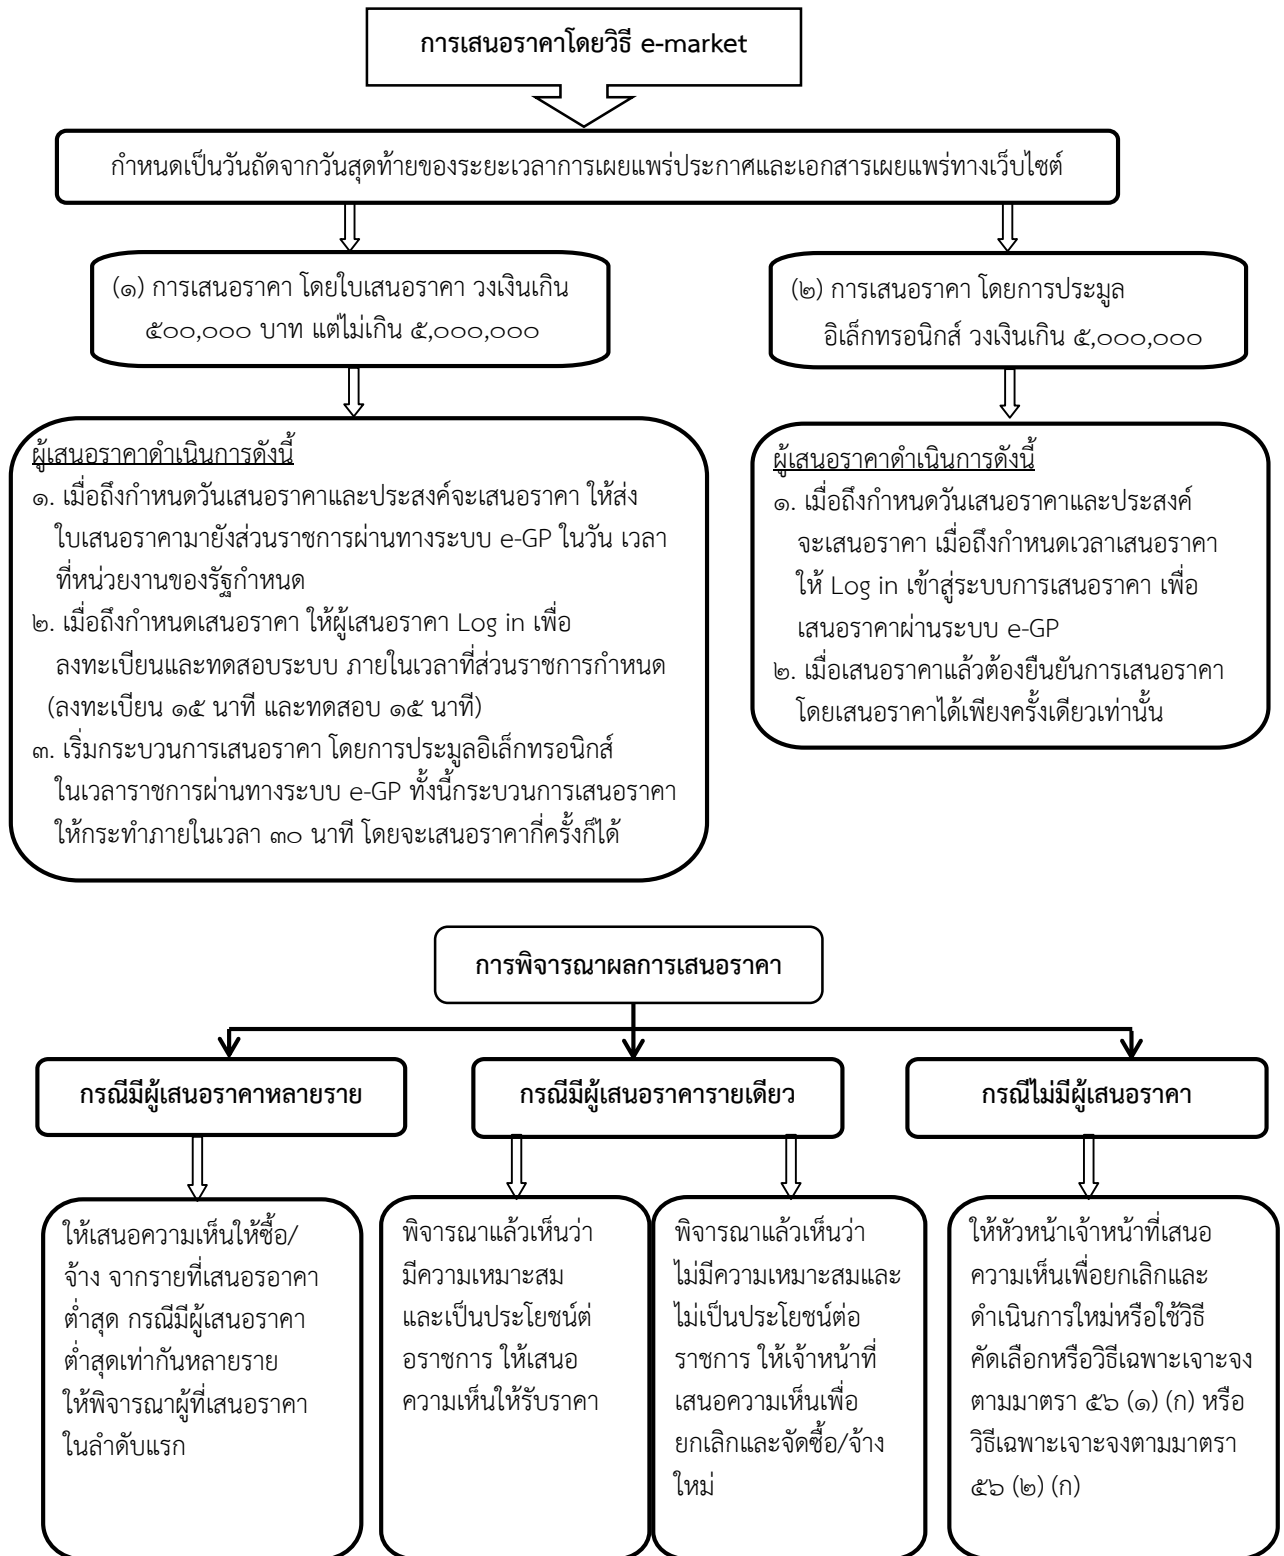 การเสนอราคาโดยวิธี e-market
กำหนดเป็นวันถัดจากวันสุดท้ายของระยะเวลาการเผยแพร่ประกาศและเอกสารเผยแพร่ทางเว็บไซต์
(๑) การเสนอราคา โดยใบเสนอราคา วงเงินเกิน
๕๐๐,๐๐๐ บาท แต่ไม่เกิน ๕,๐๐๐,๐๐๐
(๒) การเสนอราคา โดยการประมูล
อิเล็กทรอนิกส์ วงเงินเกิน ๕,๐๐๐,๐๐๐
ผู้เสนอราคาดำเนินการดังนี้
๑. เมื่อถึงกำหนดวันเสนอราคาและประสงค์จะเสนอราคา ให้ส่ง
ใบเสนอราคามายังส่วนราชการผ่านทางระบบ e-GP ในวัน เวลา
ที่หน่วยงานของรัฐกำหนด
๒. เมื่อถึงกำหนดเสนอราคา ให้ผู้เสนอราคา Log in เพื่อ
ลงทะเบียนและทดสอบระบบ ภายในเวลาที่ส่วนราชการกำหนด
(ลงทะเบียน ๑๕ นาที และทดสอบ ๑๕ นาที)
๓. เริ่มกระบวนการเสนอราคา โดยการประมูลอิเล็กทรอนิกส์
ในเวลาราชการผ่านทางระบบ e-GP ทั้งนี้กระบวนการเสนอราคา
ให้กระทำภายในเวลา ๓๐ นาที โดยจะเสนอราคากี่ครั้งก็ได้
ผู้เสนอราคาดำเนินการดังนี้
๑. เมื่อถึงกำหนดวันเสนอราคาและประสงค์
จะเสนอราคา เมื่อถึงกำหนดเวลาเสนอราคา
ให้ Log in เข้าสู่ระบบการเสนอราคา เพื่อ
เสนอราคาผ่านระบบ e-GP
๒. เมื่อเสนอราคาแล้วต้องยืนยันการเสนอราคา
โดยเสนอราคาได้เพียงครั้งเดียวเท่านั้น
การพิจารณาผลการเสนอราคา
กรณีมีผู้เสนอราคาหลายราย
กรณีมีผู้เสนอราคารายเดียว
กรณีไม่มีผู้เสนอราคา
ให้เสนอความเห็นให้ซื้อ/
จ้าง จากรายที่เสนอรอาคา
ต่ำสุด กรณีมีผู้เสนอราคา
ต่ำสุดเท่ากันหลายราย
ให้พิจารณาผู้ที่เสนอราคา
ในลำดับแรก
พิจารณาแล้วเห็นว่า
มีความเหมาะสม
และเป็นประโยชน์ต่
อราชการ ให้เสนอ
ความเห็นให้รับราคา
พิจารณาแล้วเห็นว่า
ไม่มีความเหมาะสมและ
ไม่เป็นประโยชน์ต่อ
ราชการ ให้เจ้าหน้าที่
เสนอความเห็นเพื่อ
ยกเลิกและจัดซื้อ/จ้าง
ใหม่
ให้หัวหน้าเจ้าหน้าที่เสนอ
ความเห็นเพื่อยกเลิกและ
ดำเนินการใหม่หรือใช้วิธี
คัดเลือกหรือวิธีเฉพาะเจาะจง
ตามมาตรา ๕๖ (๑) (ก) หรือ
วิธีเฉพาะเจาะจงตามมาตรา
๕๖ (๒) (ก)